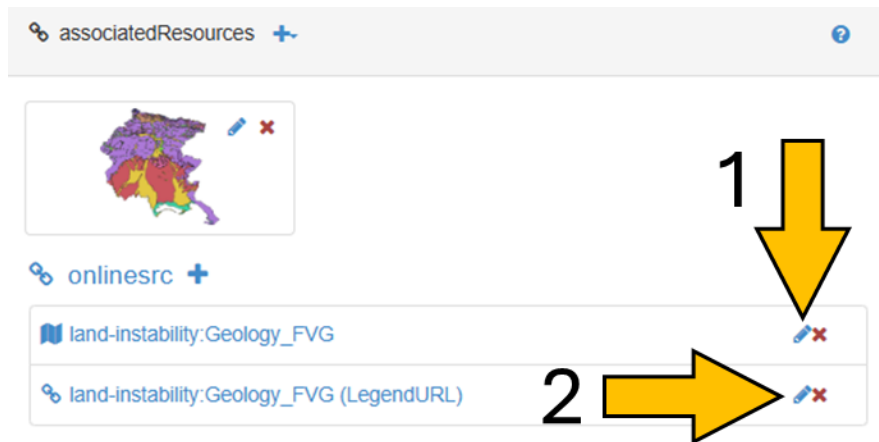 associatedResources
1
onlinesrc
land-instability:Geology_FVG
land-instability:Geology_FVG (LegendURL)
2